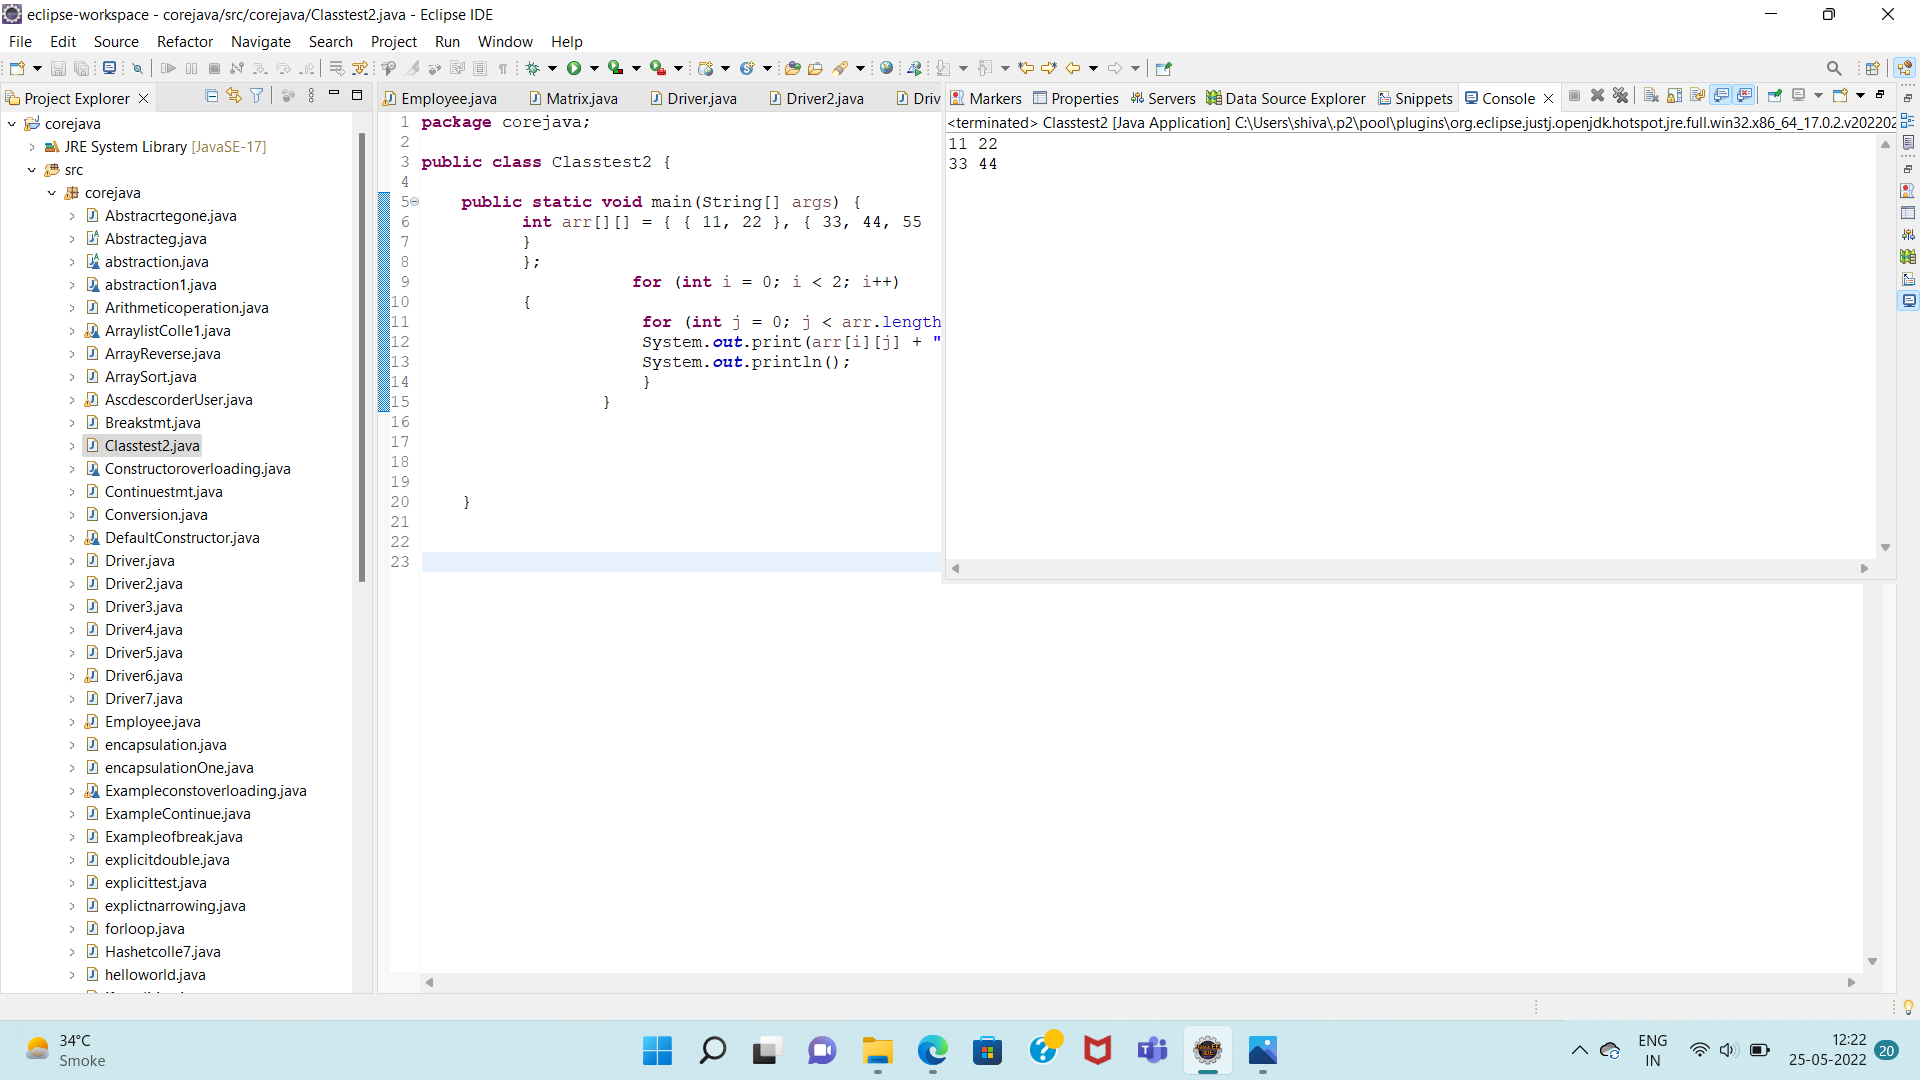 eclipse-workspace - corejava/src/corejava/Classtest2.java - Eclipse IDE
File Edit Source Refactor Navigate Search Project Run Window Help
Project Explorer
corejava
JRE System Library [JavaSE-17]
src
corejava
Abstracrtegone.java
Abstracteg.java
abstraction.java
abstraction1.java
Arithmeticoperation.java
ArraylistColle1.java
ArrayReverse.java
ArraySort.java
AscdescorderUser.java
Breakstmt.java
Classtest2.java
Constructoroverloading.java
Continuestmt.java
Conversion.java
DefaultConstructor.java
Driver.java
Driver2.java
Driver3.java
Driver4.java
Driver5.java
Driver6.java
Driver7.java
Employee.java
encapsulation.java
encapsulationOne.java
Exampleconstoverloading.java
ExampleContinue.java
Exampleofbreak.java
explicitdouble.java
explicittest.java
explictnarrowing.java
forloop.java
Hashetcolle7.java
helloworld.java
Employee.java Matrix.java Driver.java Driver2.java Driv
1 package corejava;
2
3 public class Classtest2 {
4
5 public static void main(String[] args) {
6 int arr[][] = { { 11, 22 }, { 33, 44, 55
7 }
8 };
9 for (int i = 0; i < 2; i++)
10 {
11 for (int j = 0; j < arr.length
12 System.out.print(arr[i][j] + "
13 System.out.println();
14 }
15 }
16
17
18
19
20 }
21
22
23
Markers Properties Servers Data Source Explorer Snippets Console
<terminated> Classtest2 [Java Application] C:\Users\shiva\.p2\pool\plugins\org.eclipse.justj.openjdk.hotspot.jre.full.win32.x86_64_17.0.2.v202202
11 22
33 44
34°C
Smoke
ENG
IN
12:22
25-05-2022
20